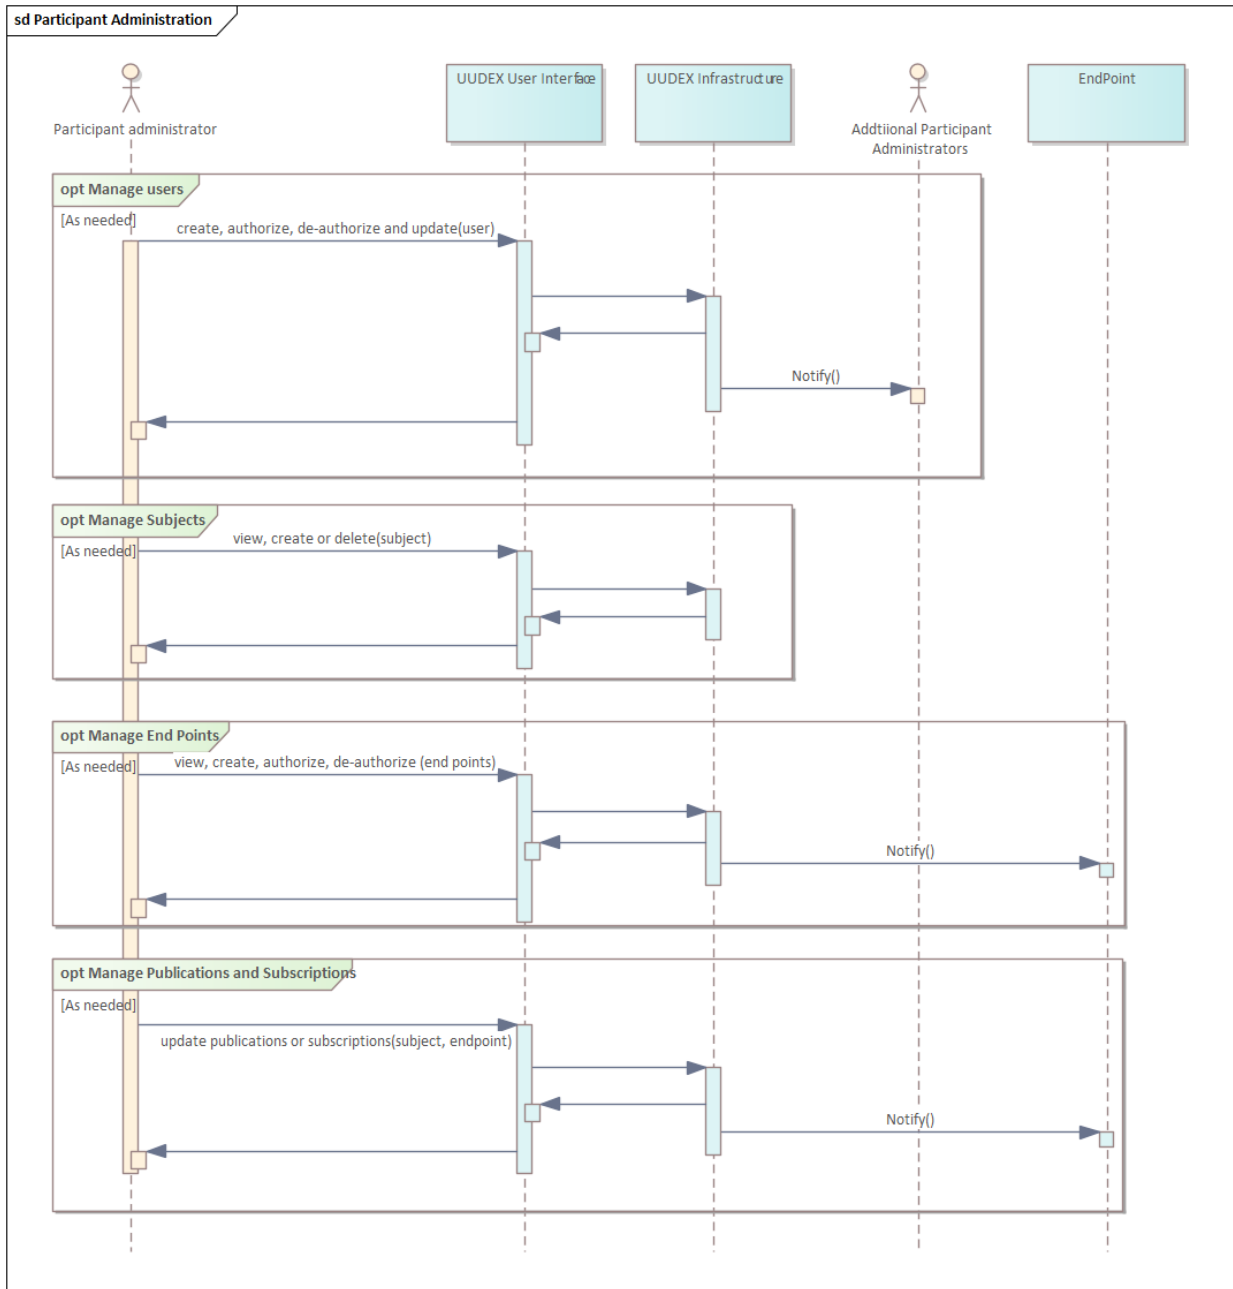 sd Participant Administration
Participant administrator
UUDEX User Interface
UUDEX Infrastructure
Addtiional Participant
Administrators
EndPoint
opt Manage users
[As needed]
create, authorize, de-authorize and update(user)
Notify()
opt Manage Subjects
[As needed]
view, create or delete(subject)
opt Manage End Points
[As needed]
view, create, authorize, de-authorize (end points)
Notify()
opt Manage Publications and Subscriptions
[As needed]
update publications or subscriptions(subject, endpoint)
Notify()